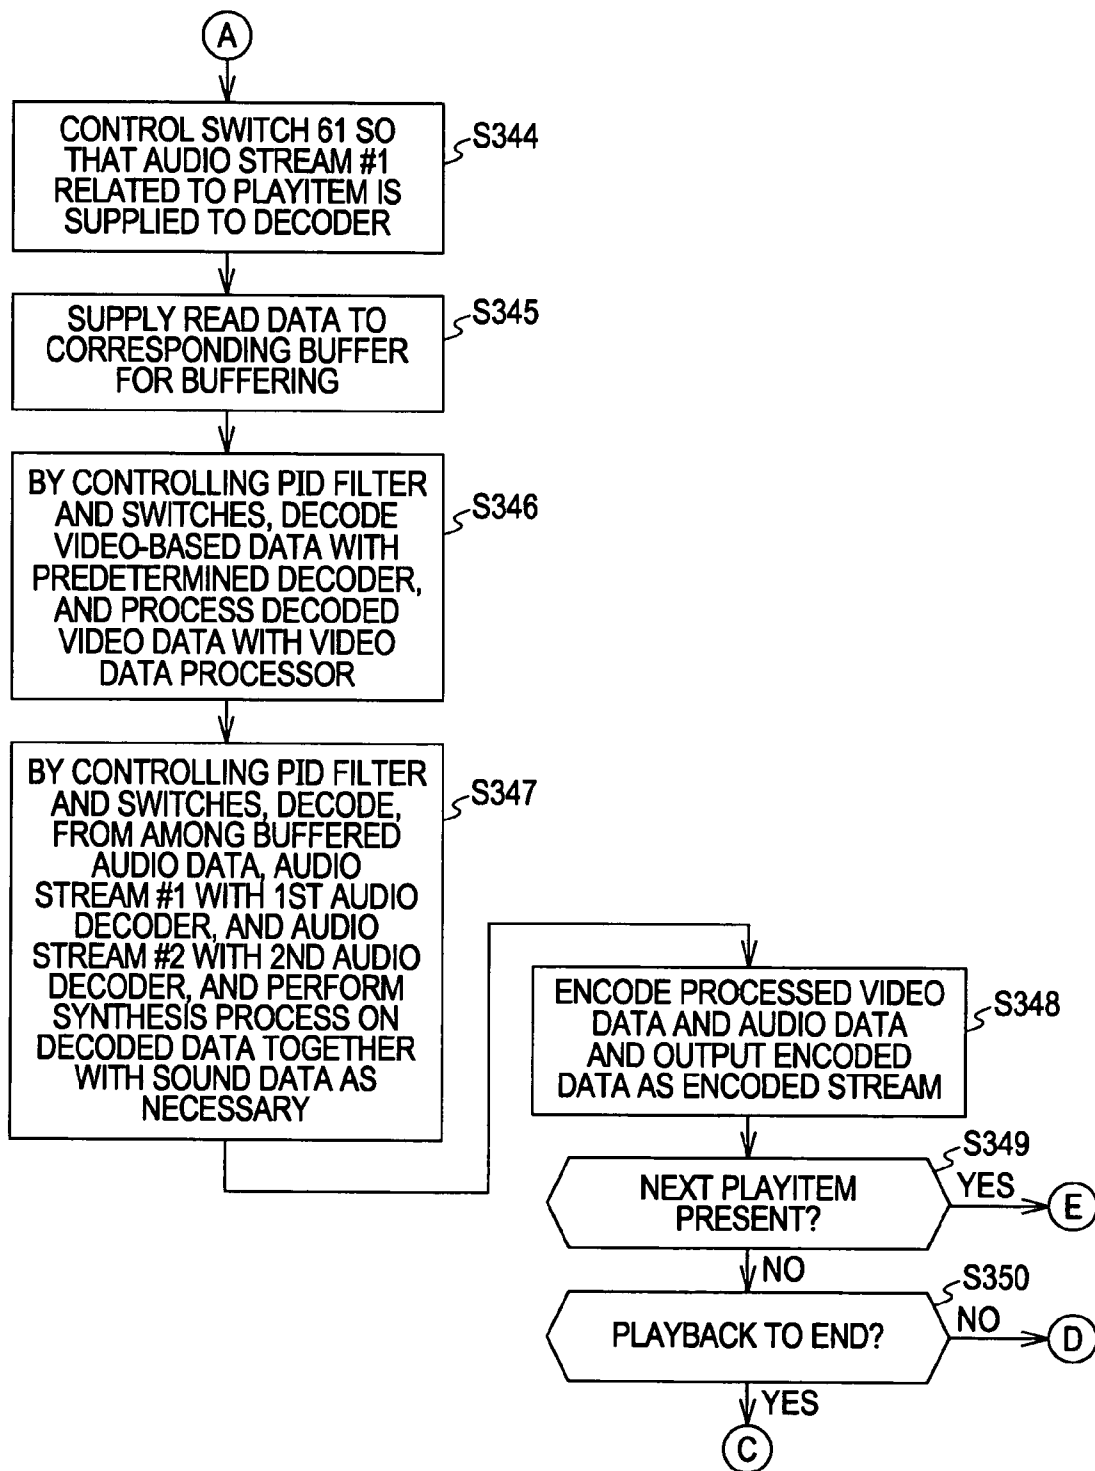 A
CONTROL SWITCH 61 SO
THAT AUDIO STREAM #1
RELATED TO PLAYITEM IS
SUPPLIED TO DECODER
S344
SUPPLY READ DATA TO
CORRESPONDING BUFFER
FOR BUFFERING
S345
BY CONTROLLING PID FILTER
AND SWITCHES, DECODE
VIDEO-BASED DATA WITH
PREDETERMINED DECODER,
AND PROCESS DECODED
VIDEO DATA WITH VIDEO
DATA PROCESSOR
S346
BY CONTROLLING PID FILTER
AND SWITCHES, DECODE,
FROM AMONG BUFFERED
AUDIO DATA, AUDIO
STREAM #1 WITH 1ST AUDIO
DECODER, AND AUDIO
STREAM #2 WITH 2ND AUDIO
DECODER, AND PERFORM
SYNTHESIS PROCESS ON
DECODED DATA TOGETHER
WITH SOUND DATA AS
NECESSARY
S347
ENCODE PROCESSED VIDEO
DATA AND AUDIO DATA
AND OUTPUT ENCODED
DATA AS ENCODED STREAM
S348
NEXT PLAYITEM
PRESENT?
S349
YES
E
NO
PLAYBACK TO END?
S350
NO
D
YES
C